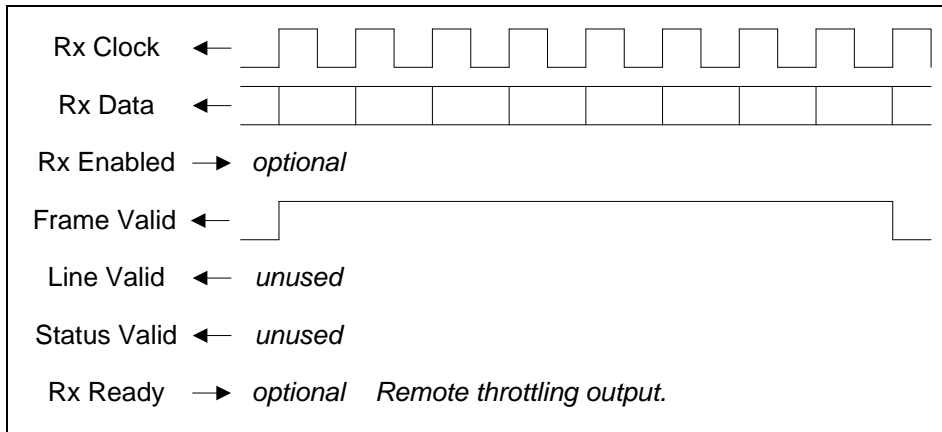 Rx Clock
Rx Data
Rx Enabled optional
Frame Valid
Line Valid unused
Status Valid unused
Rx Ready optional Remote throttling output.